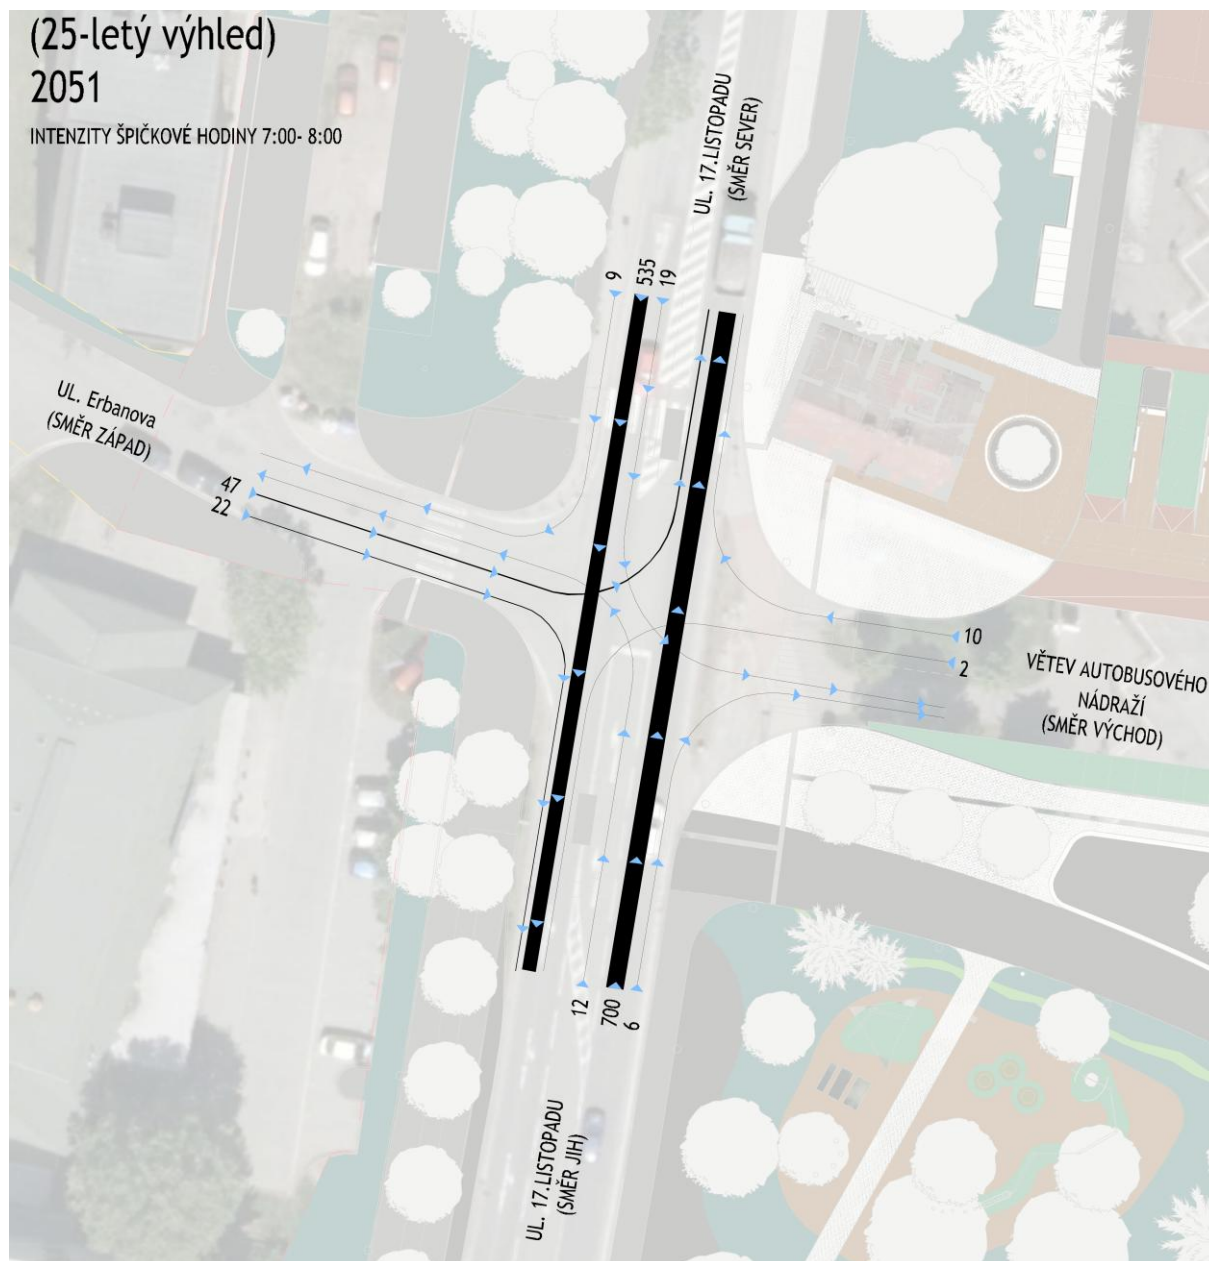 (25-letý výhled)
2051
INTENZITY ŠPIČKOVÉ HODINY 7:00- 8:00
UL. 17.LISTOPADU
(SMĚR SEVER)
9
535
19
UL. Erbanova
(SMĚR ZÁPAD)
47
22
10
2
VĚTEV AUTOBUSOVÉHO
NÁDRAŽÍ
(SMĚR VÝCHOD)
12
700
6
UL. 17.LISTOPADU
(SMĚR JIH)